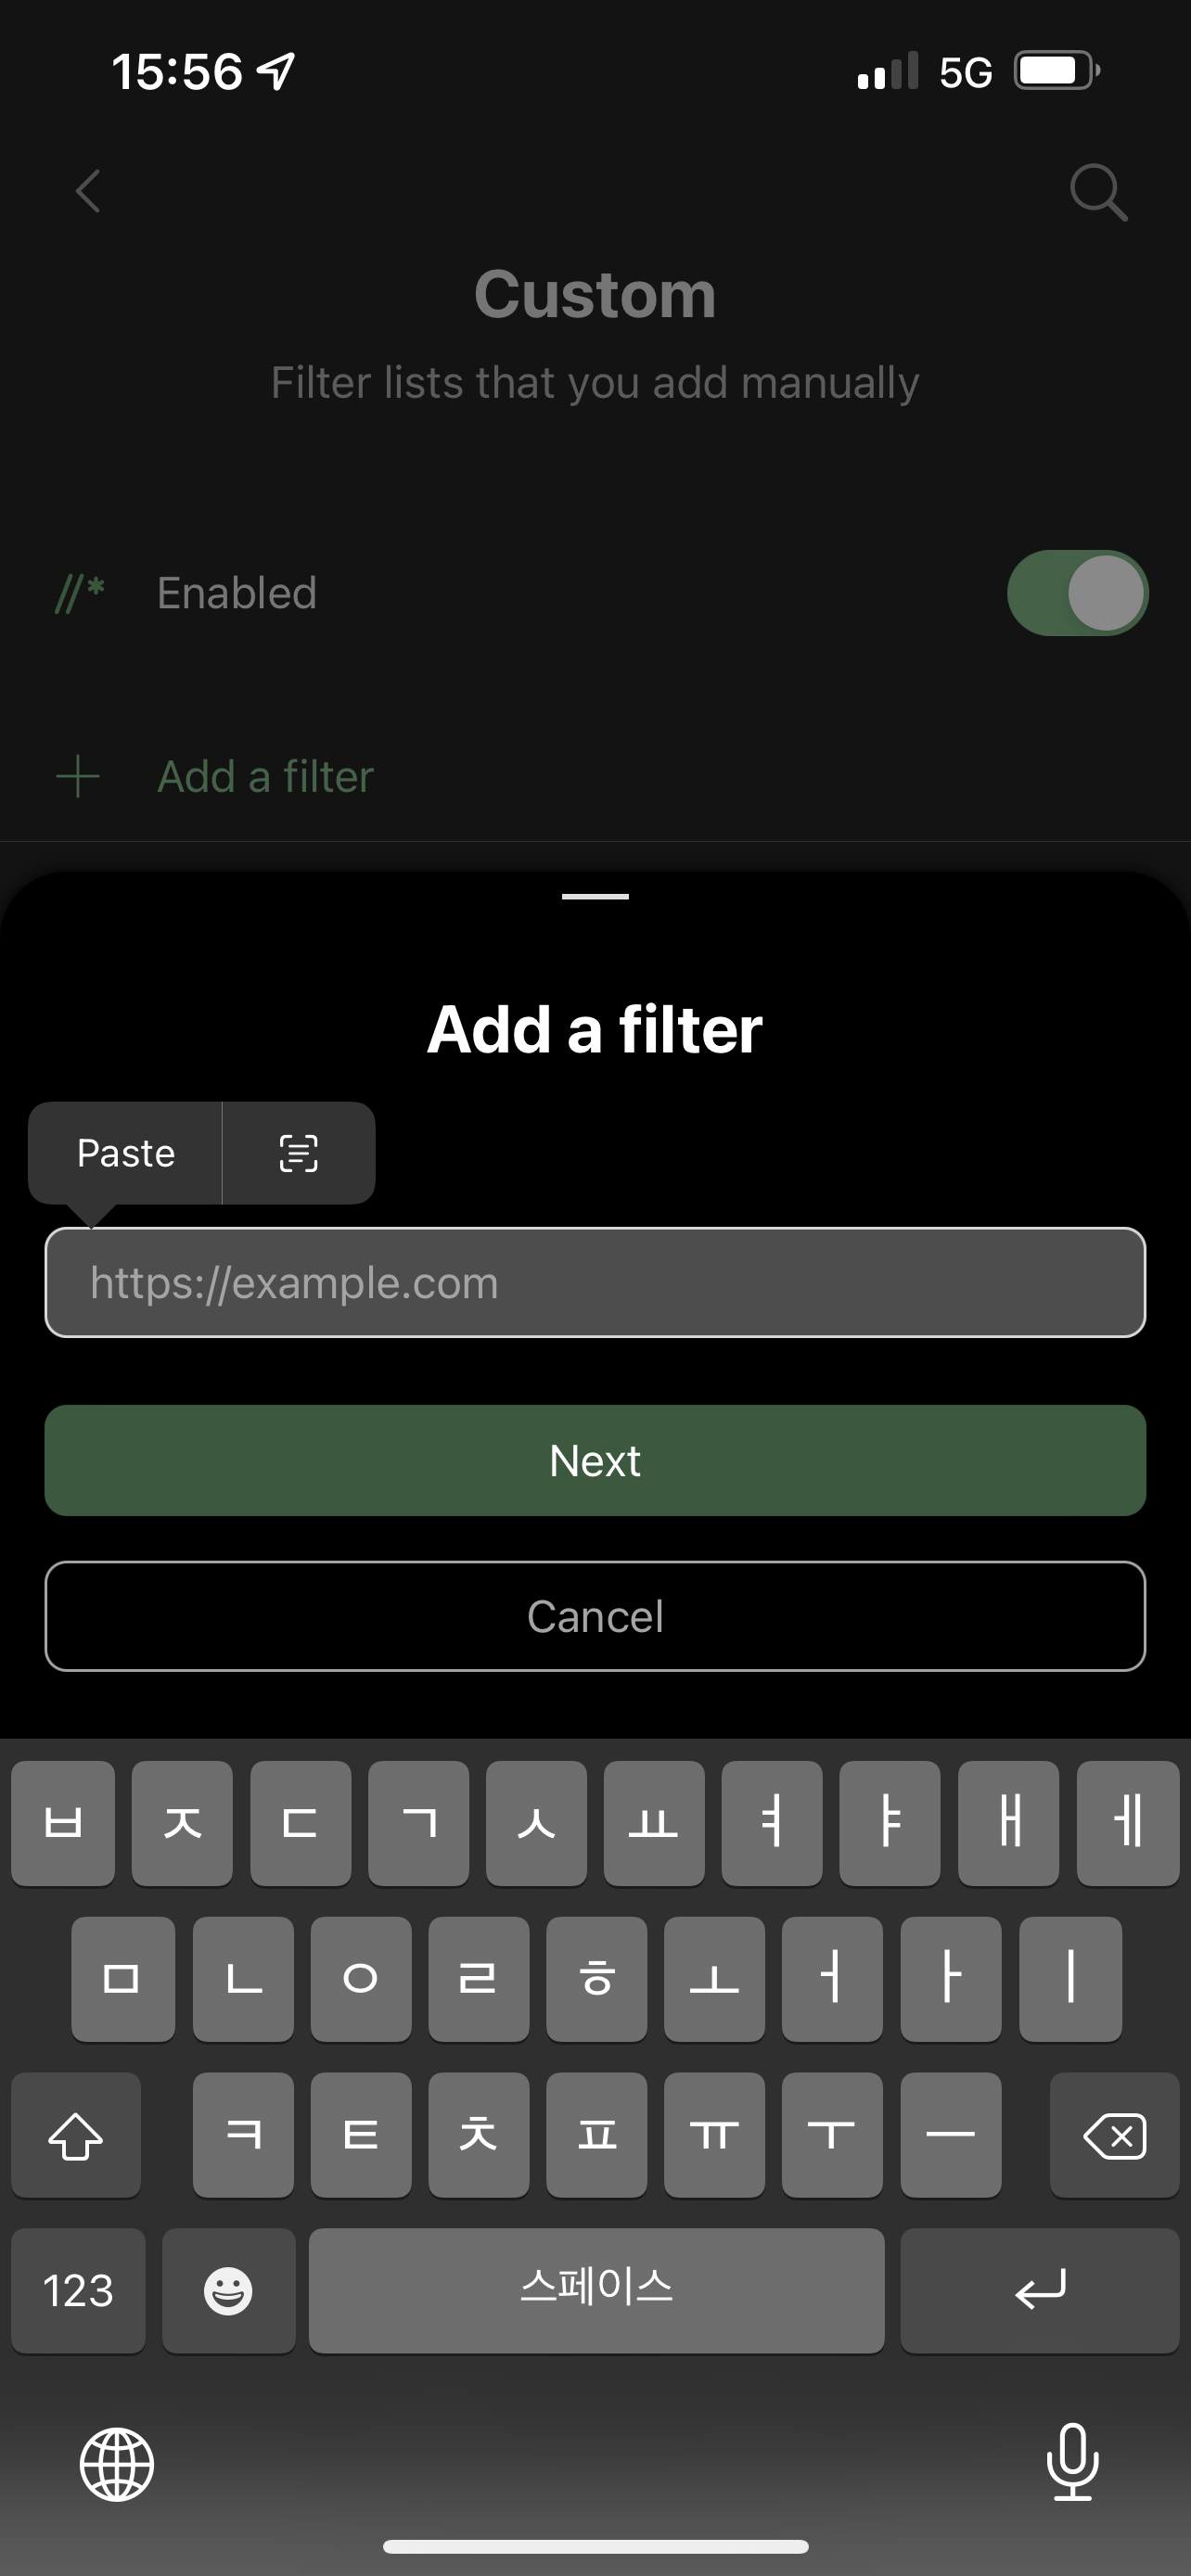 15:56
5G
Custom
Filter lists that you add manually
//* Enabled
Add a filter
Add a filter
Paste
https://example.com
Next
Cancel
ㅂ ㅈ ㄷ ㄱ ㅅ ㅛ ㅕ ㅑ ㅐ ㅔ
ㅁ ㄴ ㅇ ㄹ ㅎ ㅗ ㅓ ㅏ ㅣ
ㅋ ㅌ ㅊ ㅍ ㅠ ㅜ ㅡ
123 스페이스